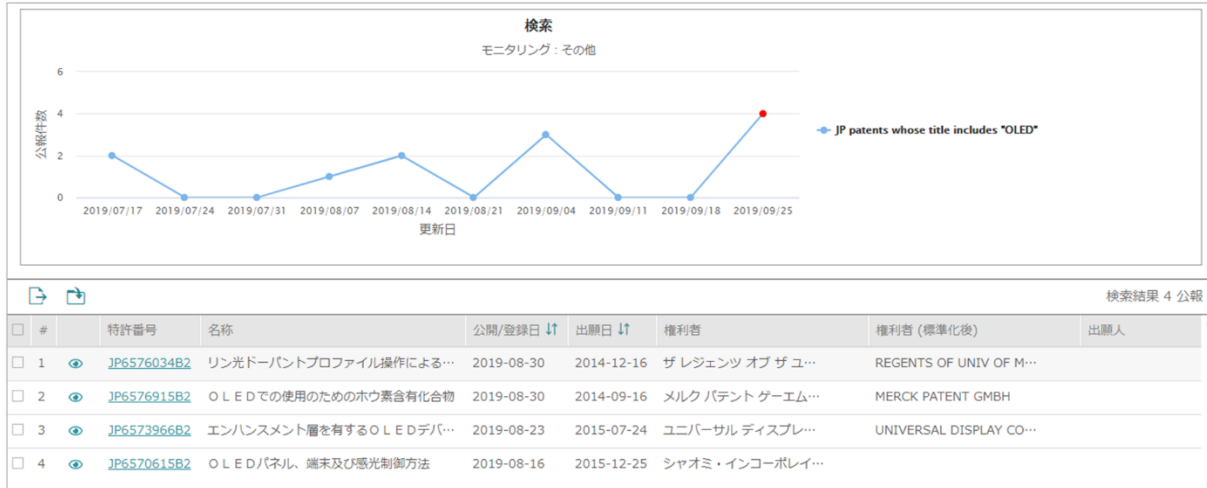 検索
モニタリング : その他
6
4
2
0
公報件数
2019/07/17 2019/07/24 2019/07/31 2019/08/07 2019/08/14 2019/08/21 2019/09/04 2019/09/11 2019/09/18 2019/09/25
更新日
JP patents whose title includes "OLED"
検索結果 4 公報
# 特許番号 名称 公開/登録日 出願日 権利者 権利者 (標準化後) 出願人
1 JP6576034B2 リン光ドーパントプロファイル操作による… 2019-08-30 2014-12-16 ザ レジェンツ オブ ザ ユ… REGENTS OF UNIV OF M…
2 JP6576915B2 ＯＬＥＤでの使用のためのホウ素含有化合物 2019-08-30 2014-09-16 メルク パテント ゲーエム… MERCK PATENT GMBH
3 JP6573966B2 エンハンスメント層を有するＯＬＥＤデバ… 2019-08-23 2015-07-24 ユニバーサル ディスプレ… UNIVERSAL DISPLAY CO…
4 JP6570615B2 ＯＬＥＤパネル、端末及び感光制御方法 2019-08-16 2015-12-25 シャオミ・インコーポレイ…